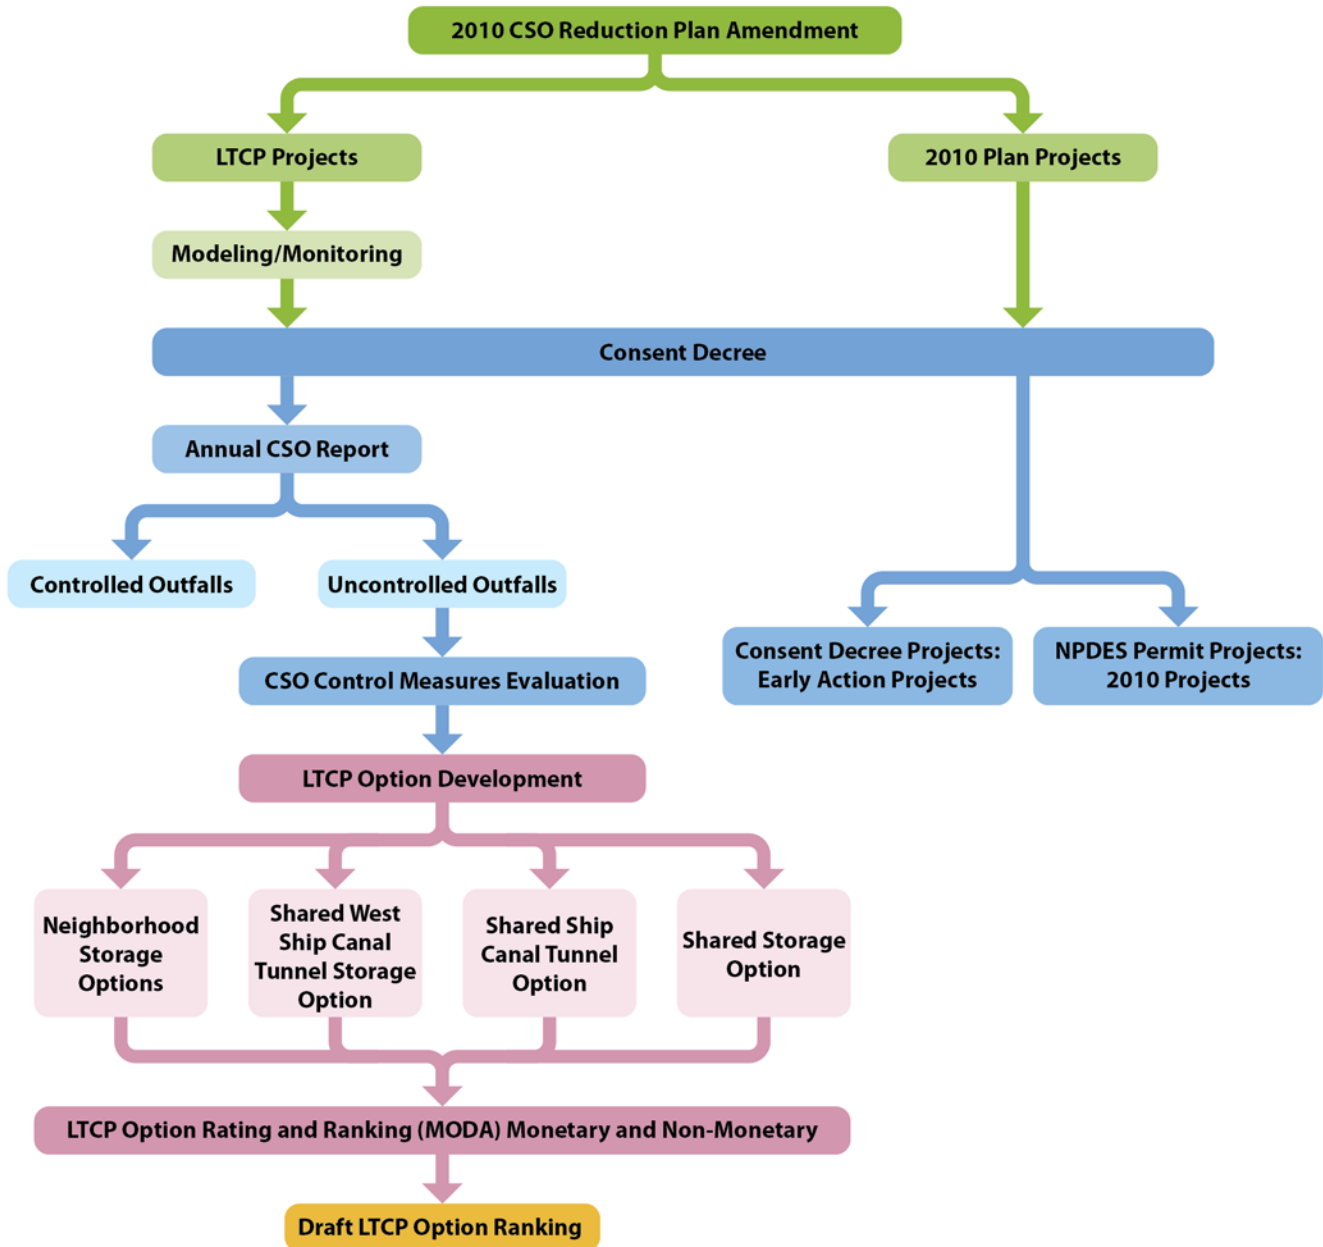 2010 CSO Reduction Plan Amendment
LTCP Projects
2010 Plan Projects
Modeling/Monitoring
Consent Decree
Annual CSO Report
Controlled Outfalls
Uncontrolled Outfalls
Consent Decree Projects:
Early Action Projects
NPDES Permit Projects:
2010 Projects
CSO Control Measures Evaluation
LTCP Option Development
Neighborhood
Storage
Options
Shared West
Ship Canal
Tunnel Storage
Option
Shared Ship
Canal Tunnel
Option
Shared Storage
Option
LTCP Option Rating and Ranking (MODA) Monetary and Non-Monetary
Draft LTCP Option Ranking